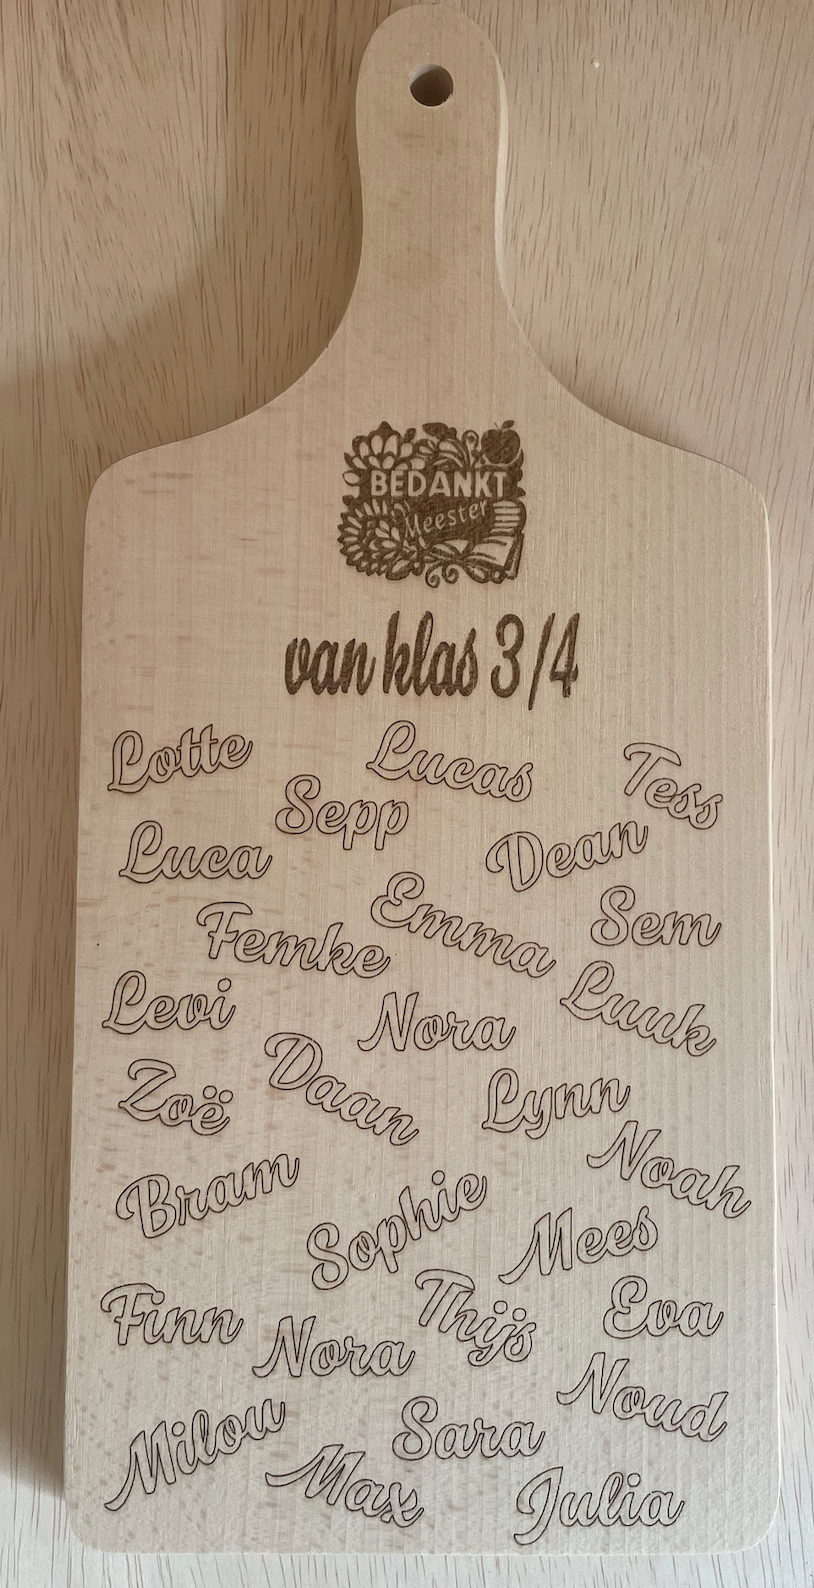 BEDANKT
Meester
van klas 3/4
Lotte
Lucas
Tess
Sepp
Luca
Dean
Femke
Emma
Sem
Levi
Nora
Luuk
Zoë
Daan
Lynn
Bram
Noah
Sophie
Mees
Finn
Nora
Thijs
Eva
Milou
Sara
Noud
Max
Julia